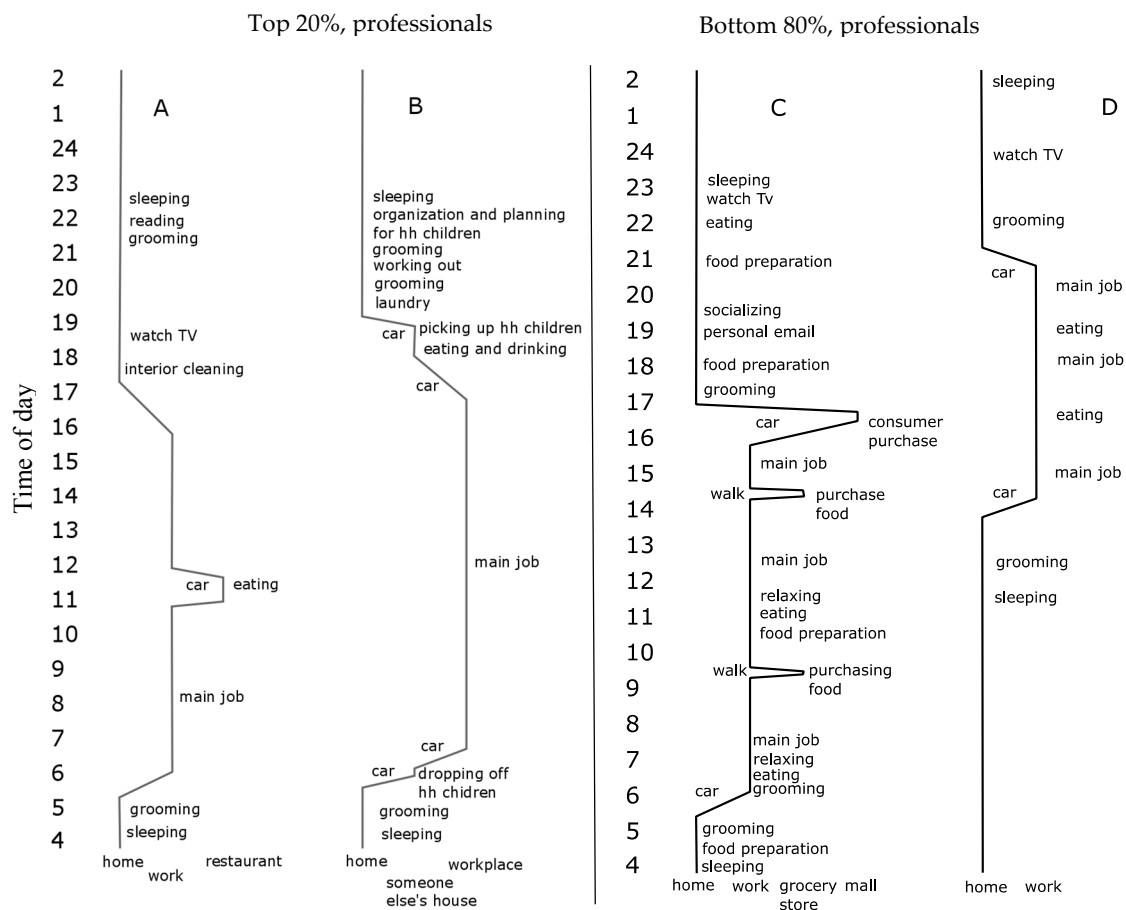 Top 20%, professionals
Bottom 80%, professionals
Time of day
2
1
24
23
22
21
20
19
18
17
16
15
14
13
12
11
10
9
8
7
6
5
4
A
sleeping
reading
grooming
watch TV
interior cleaning
car
eating
main job
grooming
sleeping
home
work
restaurant
B
sleeping
organization and planning
for hh children
grooming
working out
grooming
laundry
car
picking up hh children
eating and drinking
car
main job
car
car
dropping off
hh chidren
grooming
sleeping
home
someone
else's house
workplace
2
1
24
23
22
21
20
19
18
17
16
15
14
13
12
11
10
9
8
7
6
5
4
C
sleeping
watch Tv
eating
food preparation
socializing
personal email
food preparation
grooming
car
consumer
purchase
main job
walk
purchase
food
main job
relaxing
eating
food preparation
walk
purchasing
food
main job
relaxing
eating
grooming
car
grooming
food preparation
sleeping
home work grocery mall
store
D
sleeping
watch TV
grooming
car
main job
eating
main job
eating
main job
car
grooming
sleeping
home work